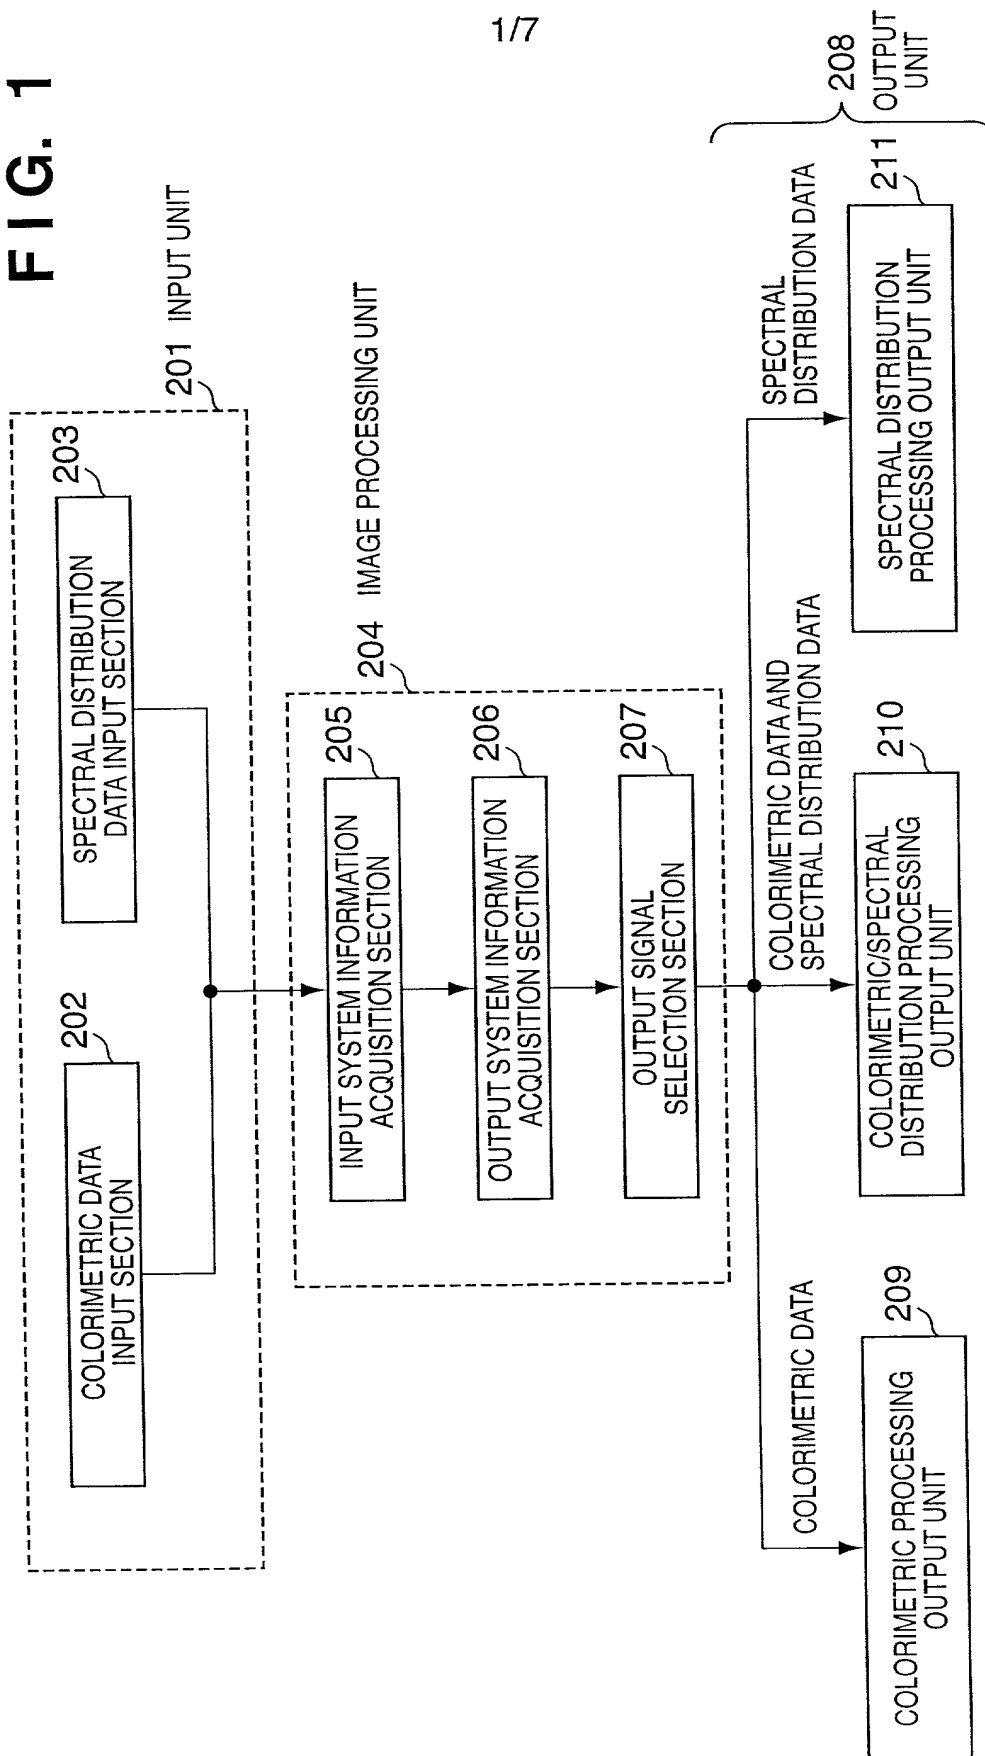 1/7
FIG. 1
201 INPUT UNIT
202
COLORIMETRIC DATA
INPUT SECTION
203
SPECTRAL DISTRIBUTION
DATA INPUT SECTION
204 IMAGE PROCESSING UNIT
205
INPUT SYSTEM INFORMATION
ACQUISITION SECTION
206
OUTPUT SYSTEM INFORMATION
ACQUISITION SECTION
207
OUTPUT SIGNAL
SELECTION SECTION
COLORIMETRIC DATA
COLORIMETRIC DATA AND
SPECTRAL DISTRIBUTION DATA
SPECTRAL
DISTRIBUTION DATA
208
OUTPUT
UNIT
209
COLORIMETRIC PROCESSING
OUTPUT UNIT
210
COLORIMETRIC/SPECTRAL
DISTRIBUTION PROCESSING
OUTPUT UNIT
211
SPECTRAL DISTRIBUTION
PROCESSING OUTPUT UNIT